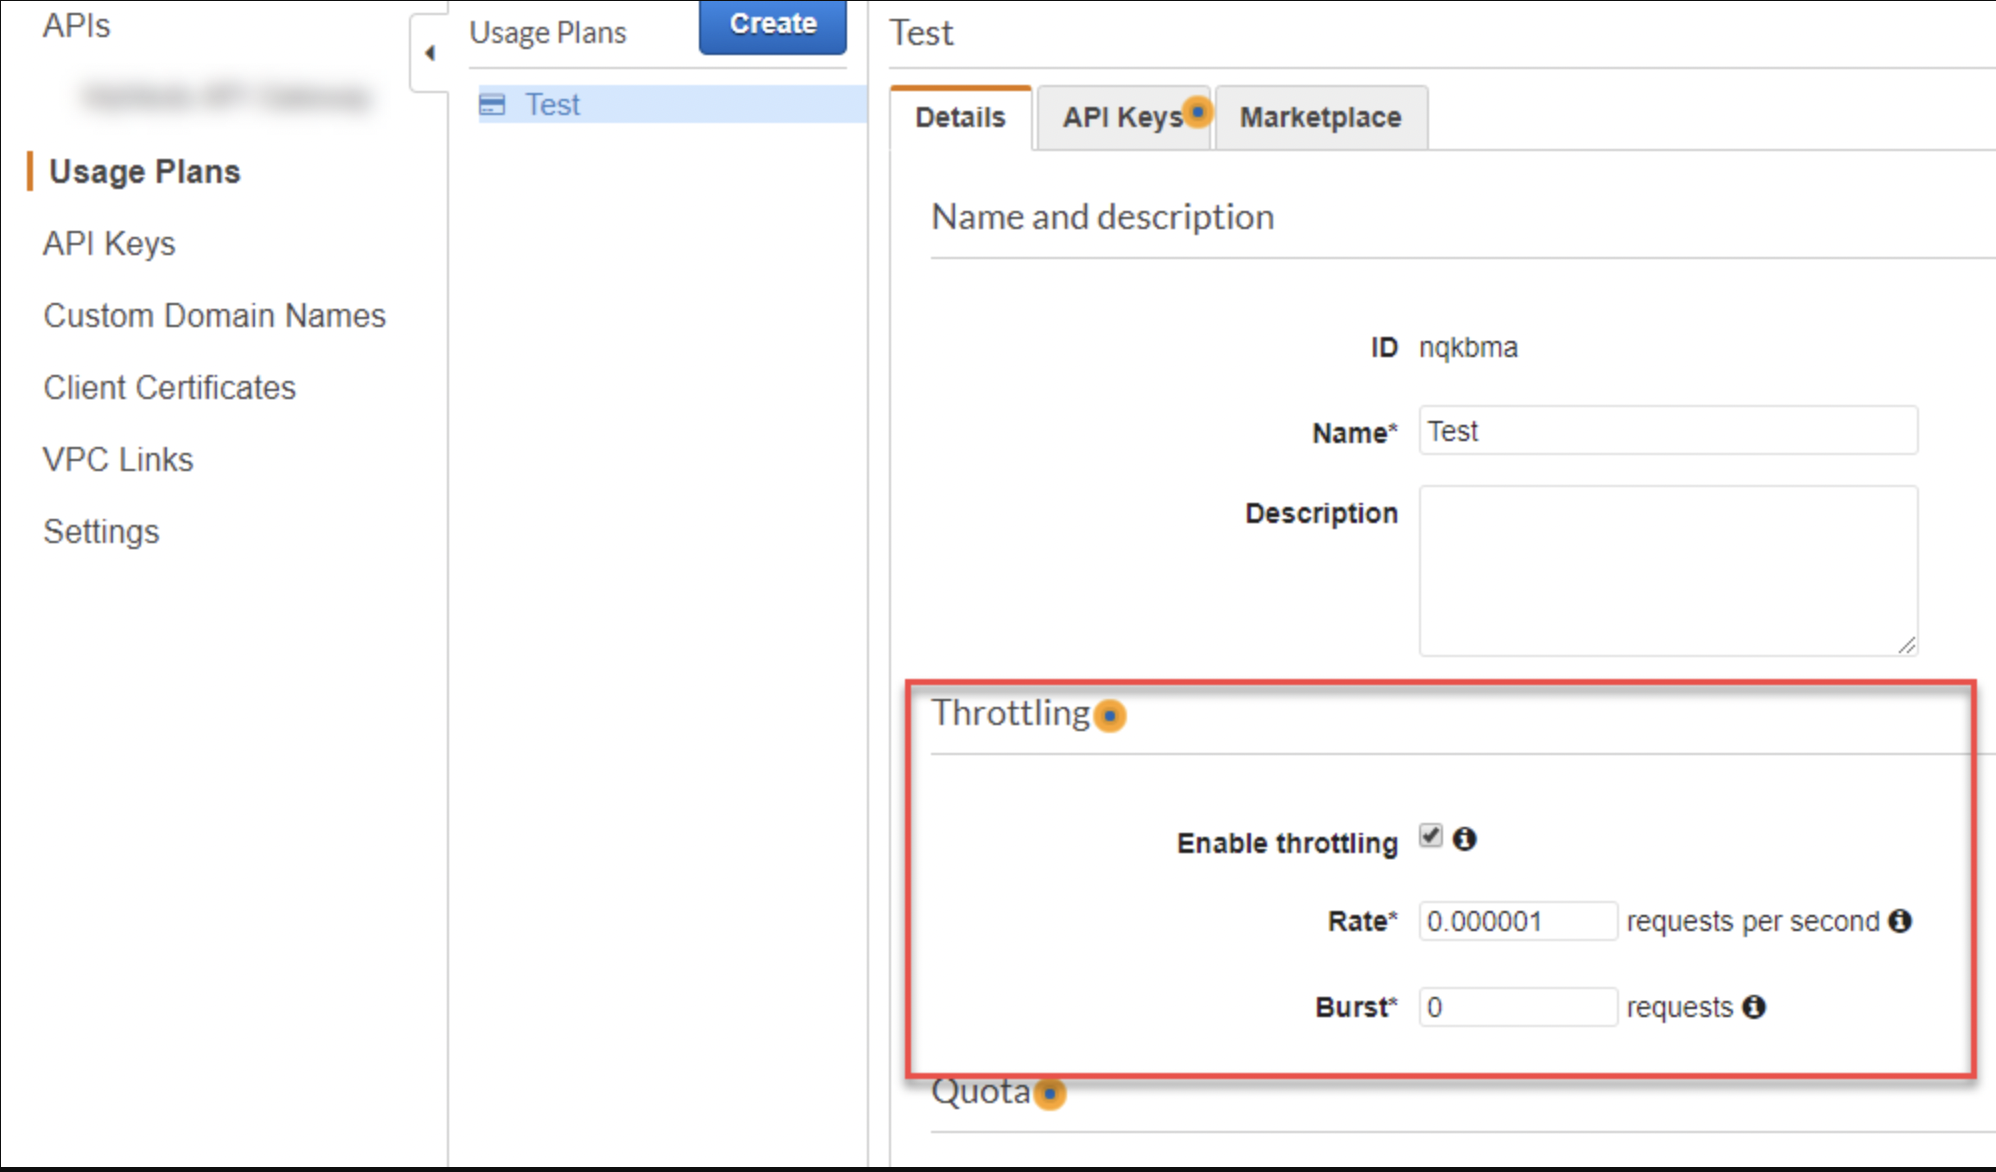 APIs
Usage Plans
API Keys
Custom Domain Names
Client Certificates
VPC Links
Settings
Usage Plans
Create
Test
Test
Details
API Keys
Marketplace
Name and description
ID nqkbma
Name* Test
Description
Throttling
Enable throttling
Rate* 0.000001 requests per second
Burst* 0 requests
Quota